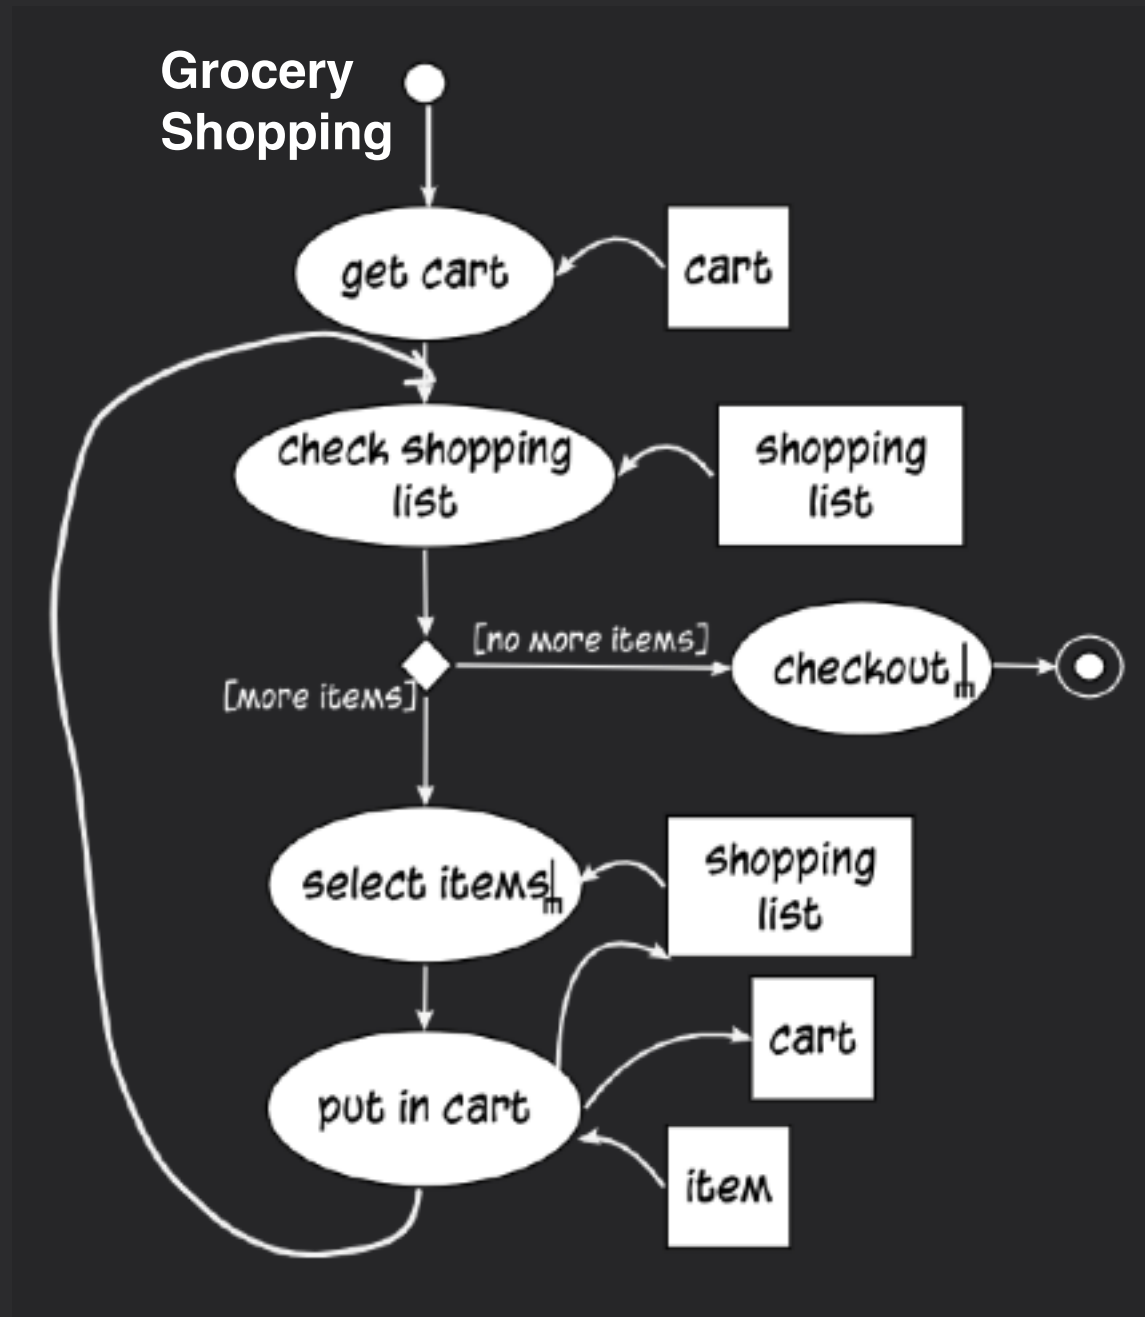 Grocery
Shopping
get cart
cart
check shopping
list
shopping
list
[no more items]
checkout
[more items]
select items
shopping
list
cart
put in cart
item